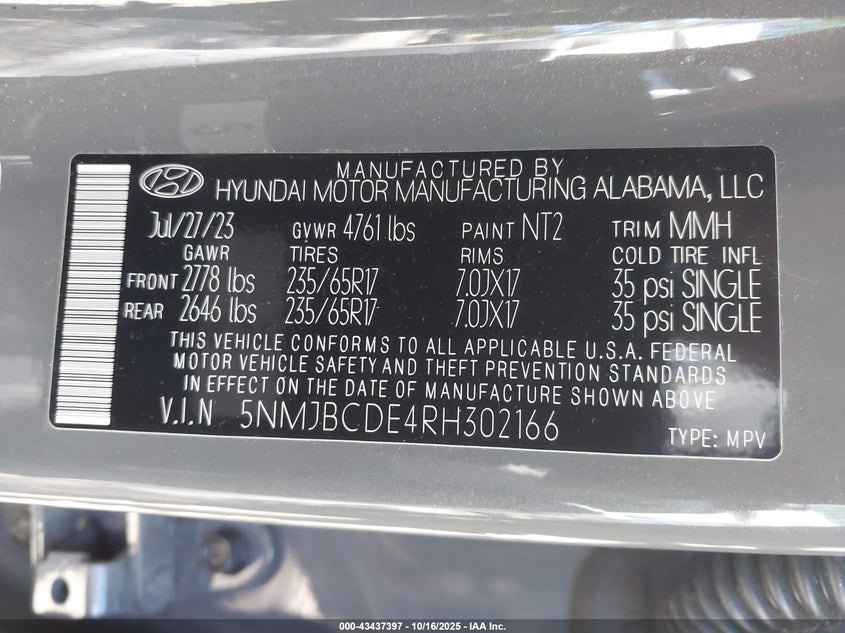 MANUFACTURED BY
HYUNDAI MOTOR MANUFACTURING ALABAMA, LLC
Jul/27/23 GVWR 4761 lbs PAINT NT2 TRIM MMH
GAWR TIRES RIMS COLD TIRE INFL
FRONT 2778 lbs 235/65R17 7.0JX17 35 psi SINGLE
REAR 2646 lbs 235/65R17 7.0JX17 35 psi SINGLE
THIS VEHICLE CONFORMS TO ALL APPLICABLE U.S.A. FEDERAL
MOTOR VEHICLE SAFETY AND THEFT PREVENTION STANDARDS
IN EFFECT ON THE DATE OF MANUFACTURE SHOWN ABOVE
V.I.N 5NMJBCDE4RH302166
TYPE: MPV
000-43437397 - 10/16/2025 - IAA Inc.